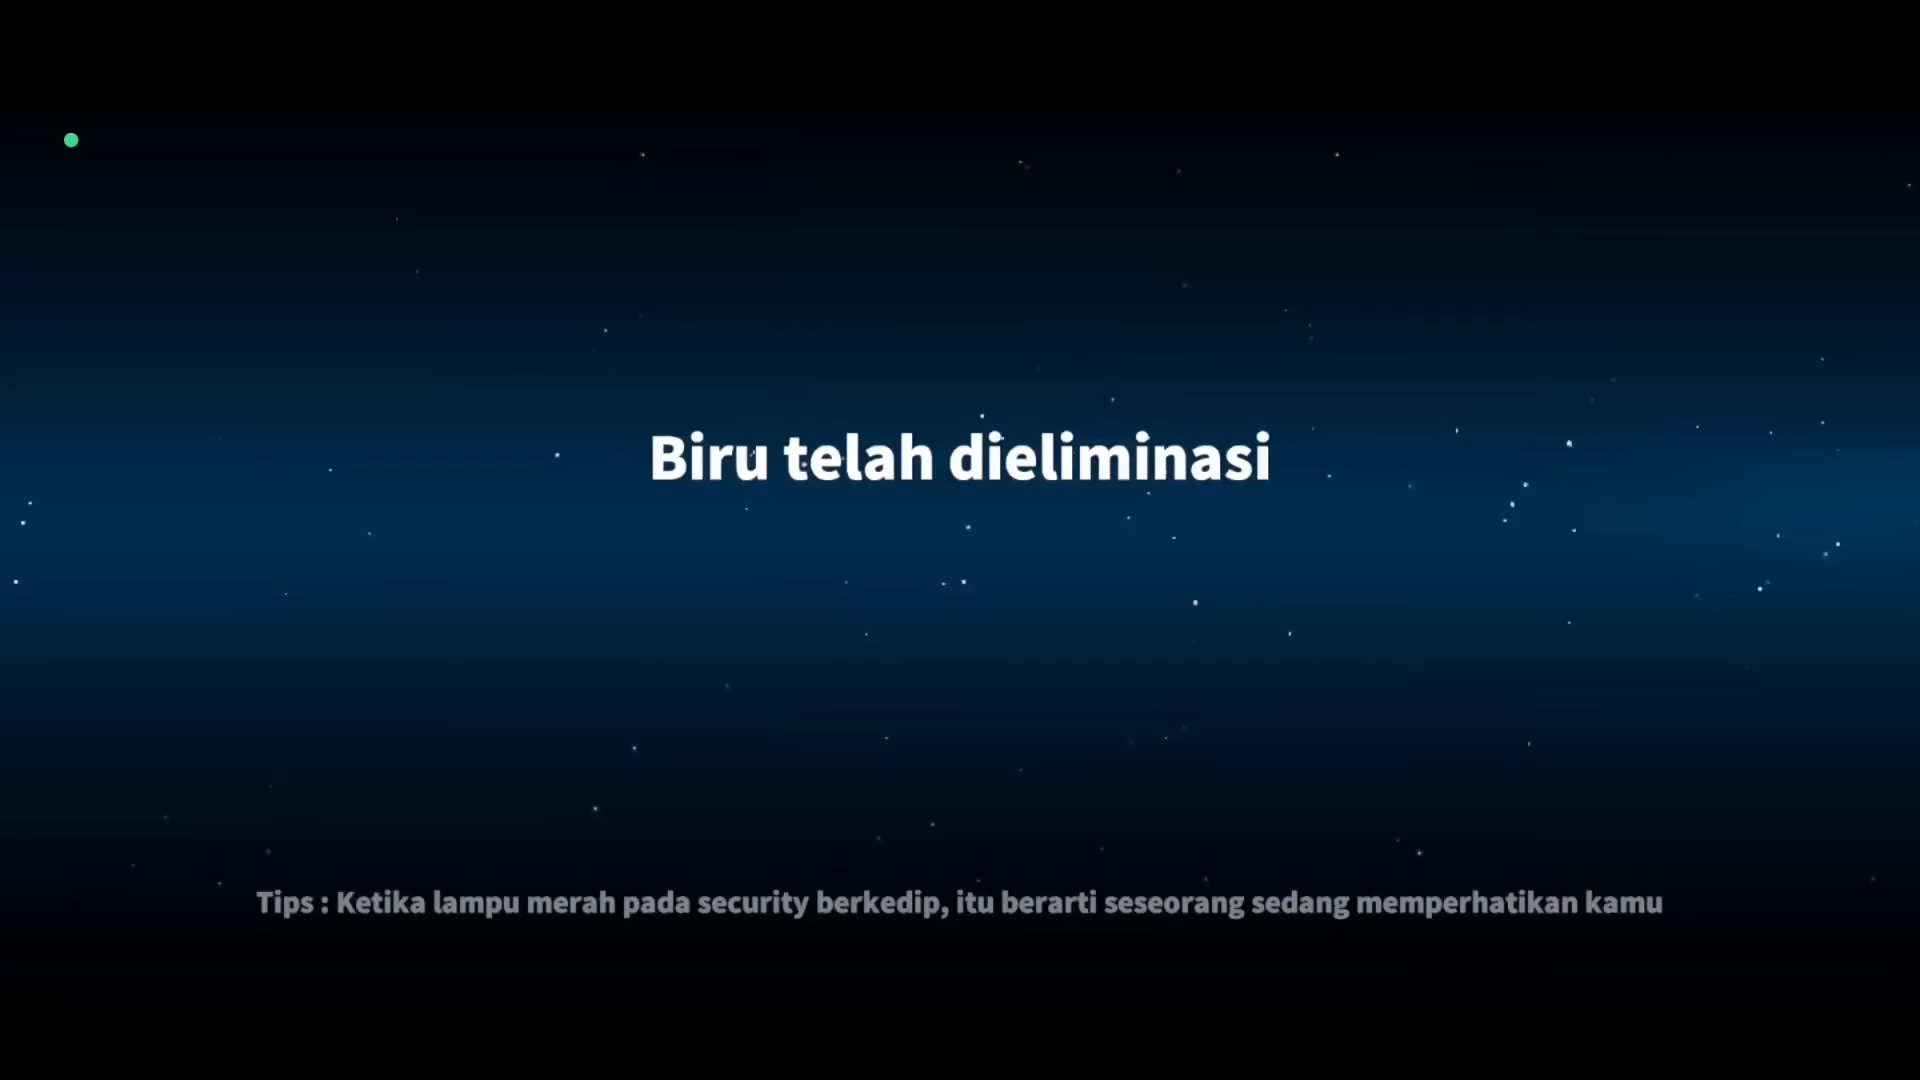 Biru telah dieliminasi
Tips : Ketika lampu merah pada security berkedip, itu berarti seseorang sedang memperhatikan kamu